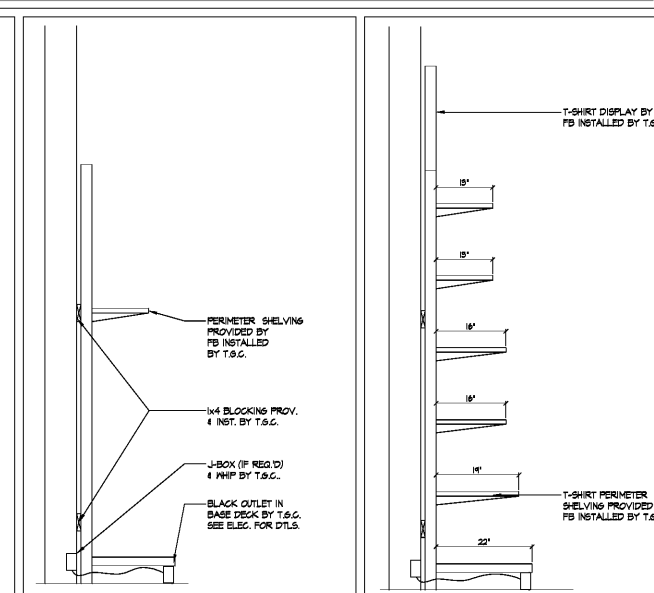 PERIMETER SHELVING
PROVIDED BY
FB INSTALLED
BY T.G.C.
1x4 BLOCKING PROV.
& INST. BY T.G.C.
J-BOX (IF REQ.'D)
& WHIP BY T.G.C..
BLACK OUTLET IN
BASE DECK BY T.G.C.
SEE ELEC. FOR DTLS.
T-SHIRT DISPLAY BY
FB INSTALLED BY T.G
13"
13"
16"
16"
19"
T-SHIRT PERIMETER
SHELVING PROVIDED
FB INSTALLED BY T.G
22"